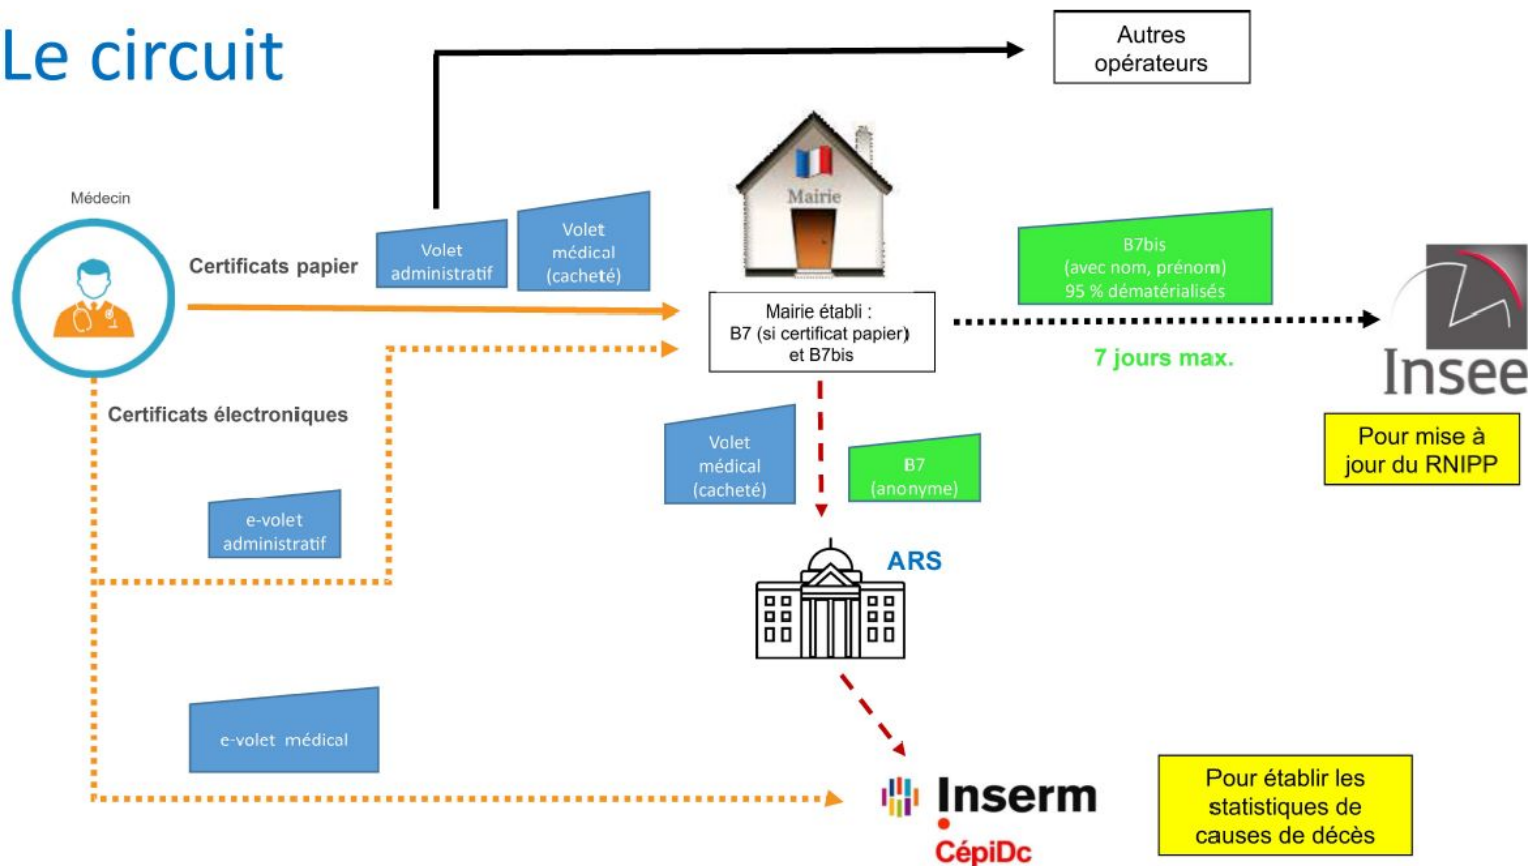 Le circuit
Autres
opérateurs
Médecin
Mairie
Certificats papier
Volet
administratif
Volet
médical
(cacheté)
B7bis
(avec nom, prénom)
95 % dématérialisés
Mairie établi :
B7 (si certificat papier)
et B7bis
7 jours max.
Insee
Certificats électroniques
Pour mise à
jour du RNIPP
Volet
médical
(cacheté)
B7
(anonyme)
e-volet
administratif
ARS
e-volet médical
Inserm
CépiDc
Pour établir les
statistiques de
causes de décès